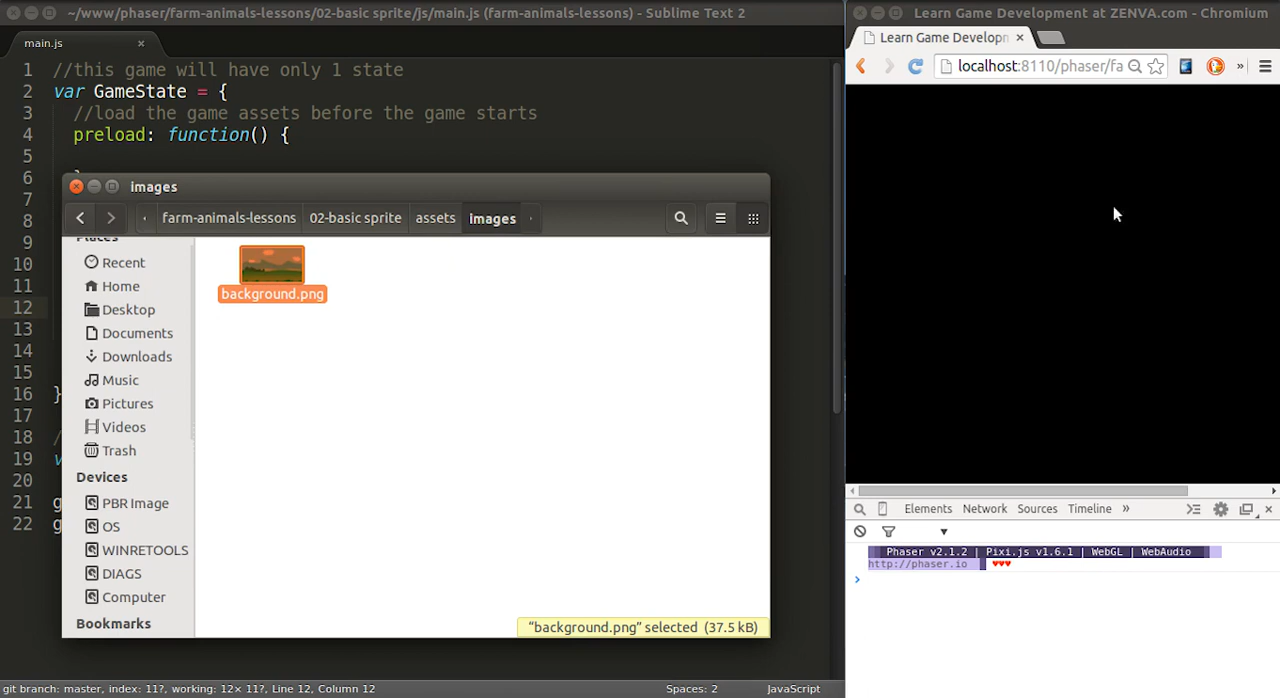 ~/www/phaser/farm-animals-lessons/02-basic sprite/js/main.js (farm-animals-lessons) - Sublime Text 2
main.js ×
1 //this game will have only 1 state
2 var GameState = {
3 //load the game assets before the game starts
4 preload: function() {
5
6
7
8
9
10
11
12
13
14
15
16 }
17
18 /
19 v
20
21 g
22 g
images
farm-animals-lessons 02-basic sprite assets images
Places
Recent
Home
Desktop
Documents
Downloads
Music
Pictures
Videos
Trash
Devices
PBR Image
OS
WINRETOOLS
DIAGS
Computer
Bookmarks
background.png
“background.png” selected (37.5 kB)
git branch: master, index: 11?, working: 12× 11?, Line 12, Column 12
Spaces: 2
JavaScript
Learn Game Development at ZENVA.com - Chromium
Learn Game Developn ×
localhost:8110/phaser/fa
Elements Network Sources Timeline »
Phaser v2.1.2 | Pixi.js v1.6.1 | WebGL | WebAudio
http://phaser.io ♥♥♥